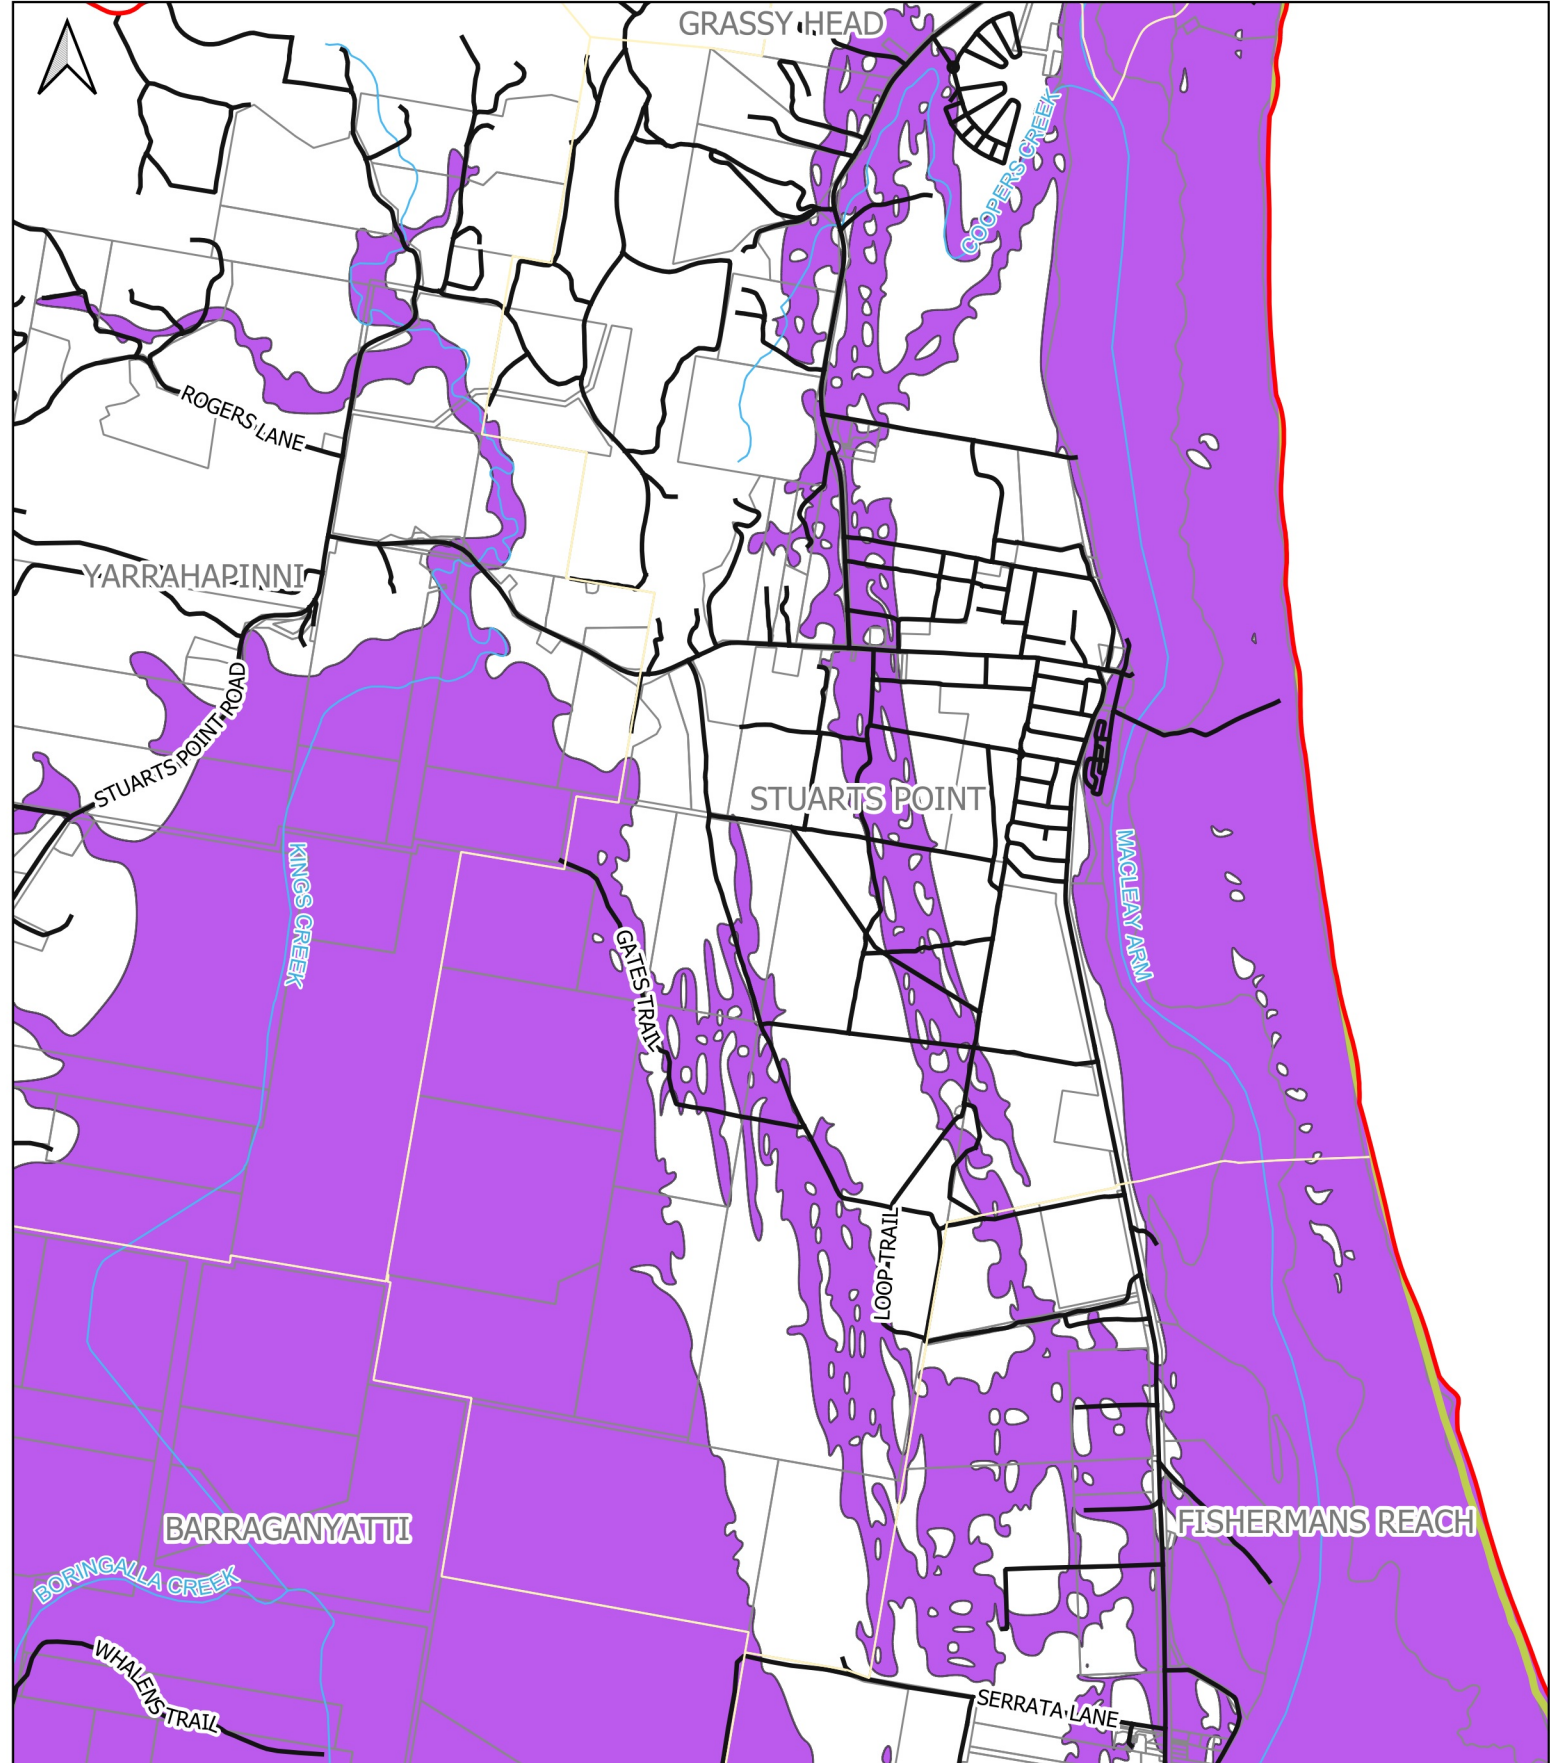 GRASSY HEAD
COOPERS CREEK
ROGERS LANE
YARRAHAPINNI
STUARTS POINT ROAD
STUARTS POINT
KINGS CREEK
MACLEAY ARM
GATES TRAIL
LOOP TRAIL
BARRAGANYATTI
FISHERMANS REACH
BORINGALLA CREEK
WHALENS TRAIL
SERRATA LANE